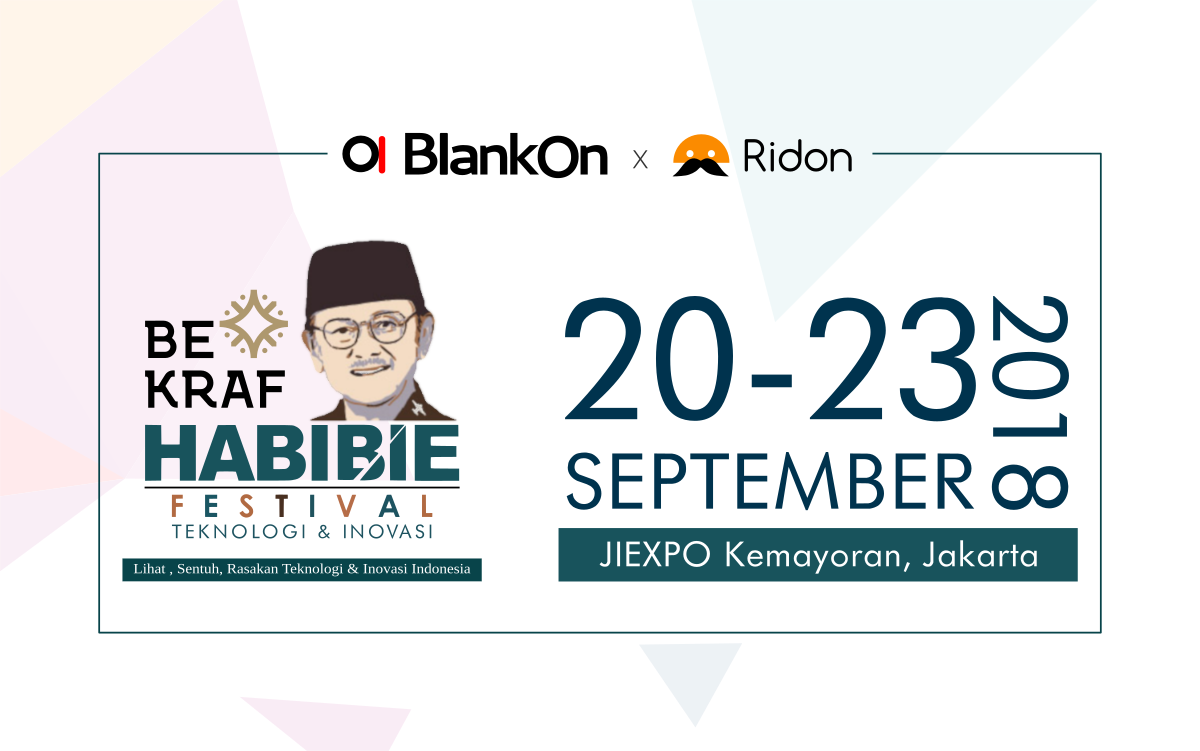 BlankOn x Ridon
BE
KRAF
HABIBIE
FESTIVAL
TEKNOLOGI & INOVASI
Lihat , Sentuh, Rasakan Teknologi & Inovasi Indonesia
20-23
SEPTEMBER
2018
JIEXPO Kemayoran, Jakarta